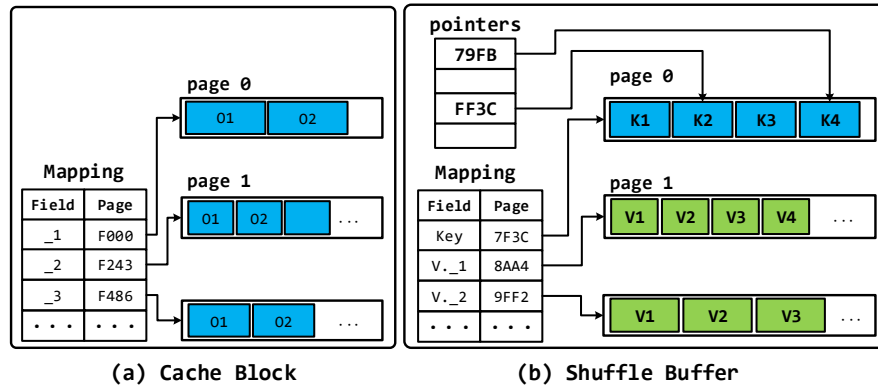 page 0
O1 O2
Mapping
Field Page
_1 F000
_2 F243
_3 F486
. . . . . .
page 1
O1 O2 ...
O1 O2 ...
(a) Cache Block
pointers
79FB
FF3C
page 0
K1 K2 K3 K4
Mapping
Field Page
Key 7F3C
V._1 8AA4
V._2 9FF2
. . . . . .
page 1
V1 V2 V3 V4 ...
V1 V2 V3 ...
(b) Shuffle Buffer